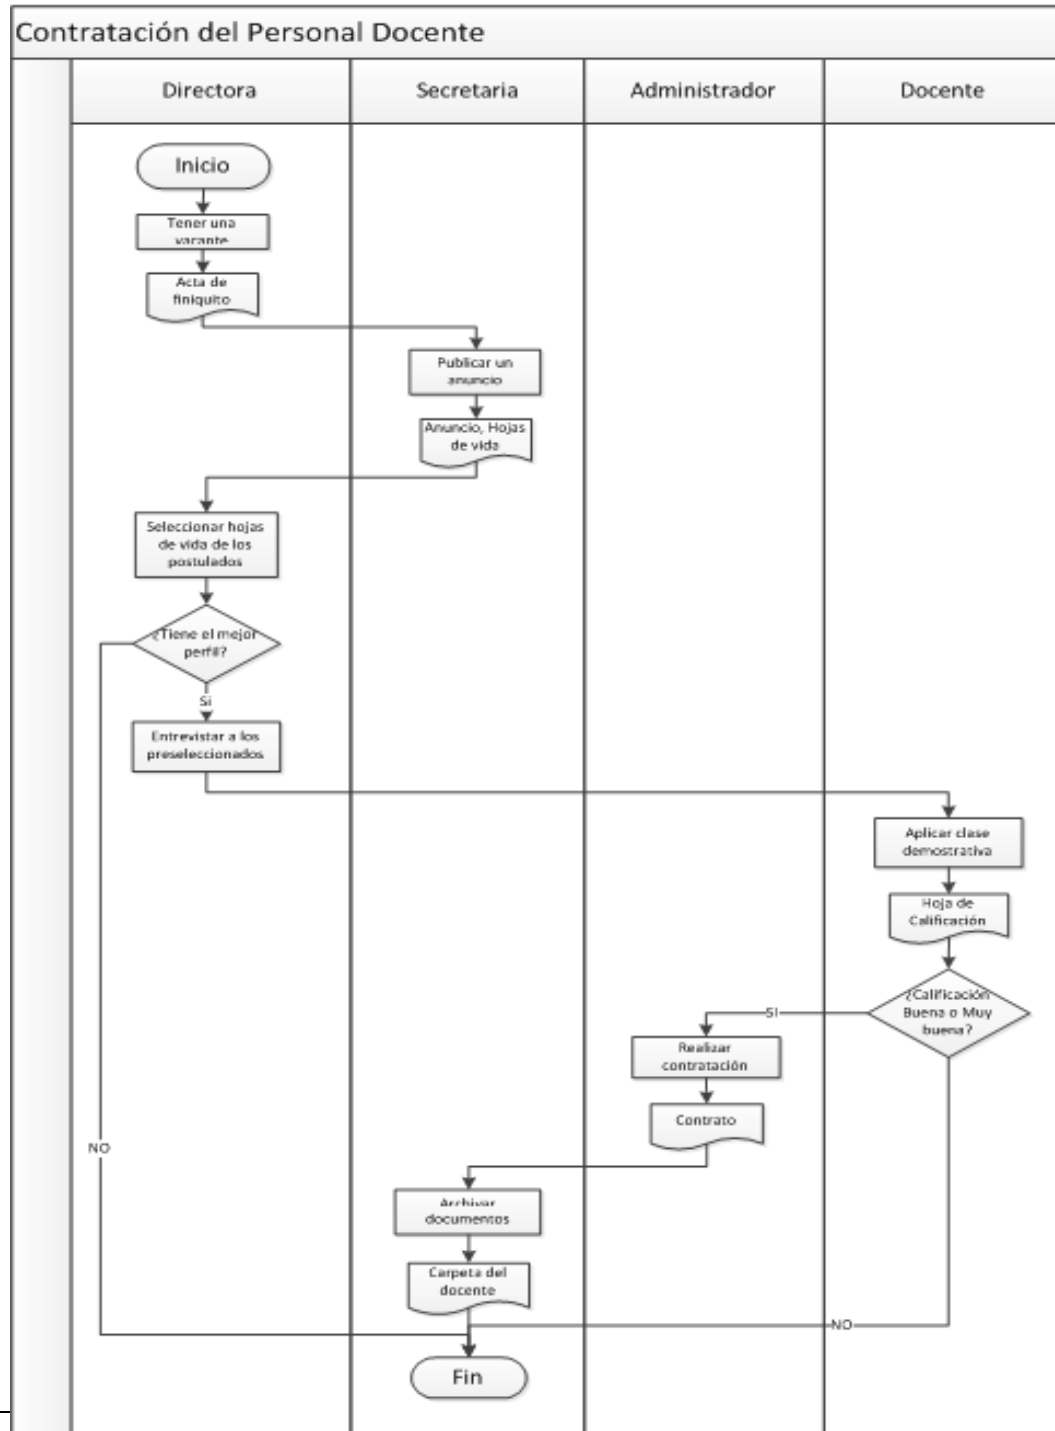 Contratación del Personal Docente
Directora
Secretaria
Administrador
Docente
Inicio
Tener una
vacante
Acta de
finiquito
Publicar un
anuncio
Anuncio, Hojas
de vida
Seleccionar hojas
de vida de los
postulados
¿Tiene el mejor
perfil?
Si
Entrevistar a los
preseleccionados
Aplicar clase
demostrativa
Hoja de
Calificación
¿Calificación
Buena o Muy
buena?
SI
Realizar
contratación
Contrato
NO
Archivar
documentos
Carpeta del
docente
NO
Fin